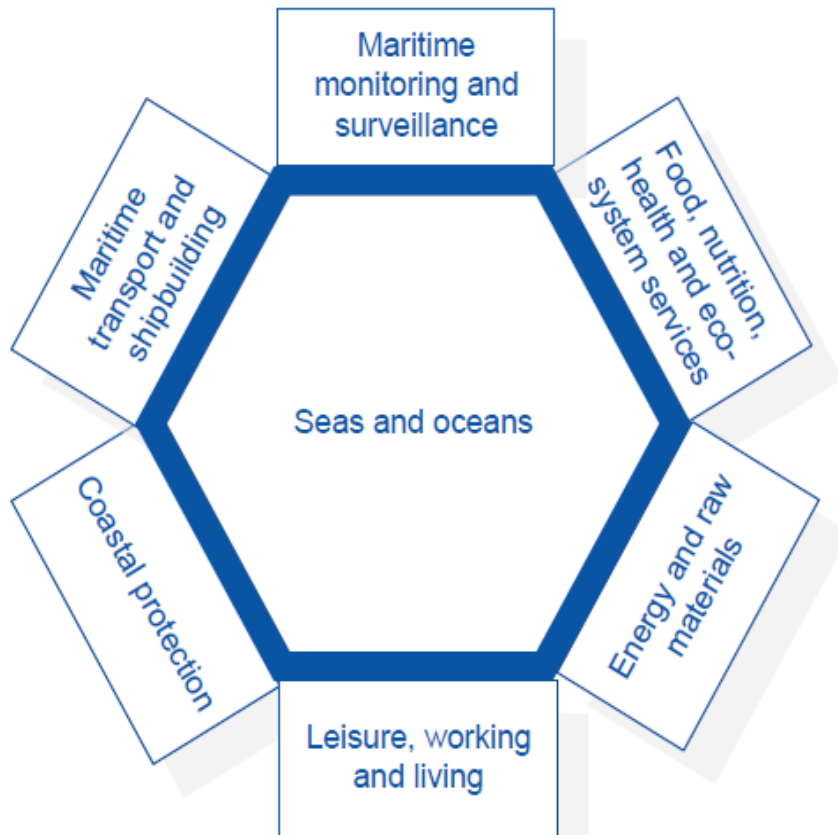 Maritime
monitoring and
surveillance
Food, nutrition,
health and eco-
system services
Energy and raw
materials
Leisure, working
and living
Coastal protection
Maritime
transport and
shipbuilding
Seas and oceans